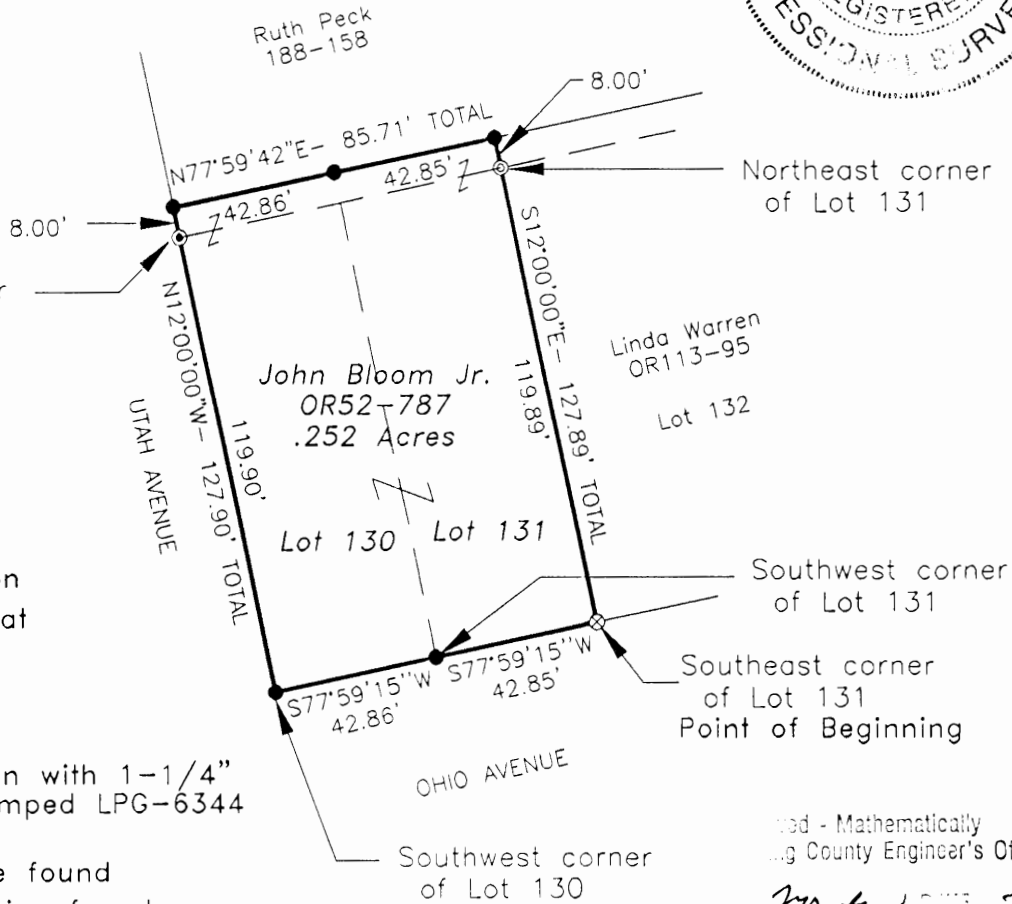 Ruth Peck
188-158
REGISTERE
ESSIONAL SURVE
8.00'
N77°59'42"E- 85.71' TOTAL
42.85'
42.86'
Northeast corner
of Lot 131
8.00'
N12°00'00"W- 127.90' TOTAL
119.90'
S12°00'00"E- 127.89' TOTAL
119.89'
Linda Warren
OR113-95
Lot 132
John Bloom Jr.
OR52-787
.252 Acres
UTAH AVENUE
Lot 130
Lot 131
Southwest corner
of Lot 131
S77°59'15"W
42.86'
S77°59'15"W
42.85'
Southeast corner
of Lot 131
Point of Beginning
OHIO AVENUE
n with 1-1/4"
mped LPG-6344
found
Southwest corner
of Lot 130
ed - Mathematically
g County Engineer's Of